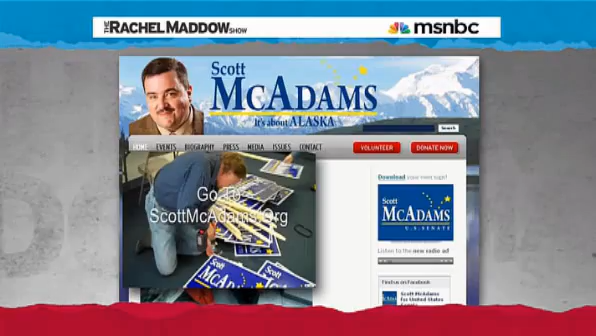 THE RACHEL MADDOW SHOW
msnbc
Scott
McADAMS
It's about ALASKA
Search
HOME EVENTS BIOGRAPHY PRESS MEDIA ISSUES CONTACT
VOLUNTEER
DONATE NOW
Go To
ScottMcAdams.Org
Scott
McADAMS
Download your own sign!
Scott
McADAMS
U.S. SENATE
Listen to the new radio ad
Find us on Facebook
Scott McAdams
for United States